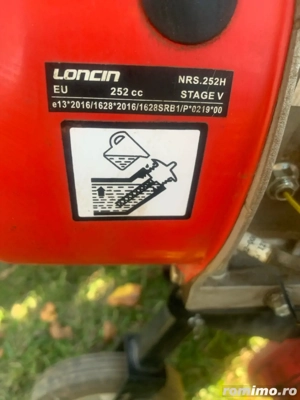 LONCIN NRS.252H
EU 252 cc STAGE V
e13*2016/1628*2016/1628SRB1/P*0219*00
romimo.ro